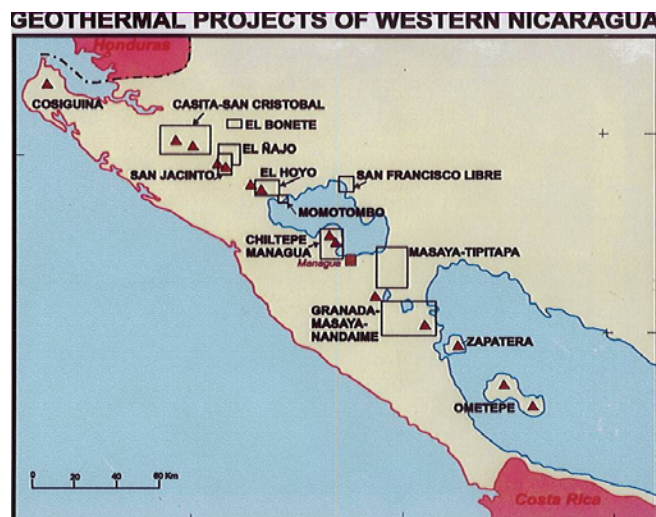 GEOTHERMAL PROJECTS OF WESTERN NICARAGUA
Honduras
COSIGUINA
CASITA-SAN CRISTOBAL
EL BONETE
EL ÑAJO
SAN JACINTO
EL HOYO
SAN FRANCISCO LIBRE
MOMOTOMBO
CHILTEPE
MANAGUA
Managua
MASAYA-TIPITAPA
GRANADA-
MASAYA-
NANDAIME
ZAPATERA
OMETEPE
0 20 40 60 Km
Costa Rica